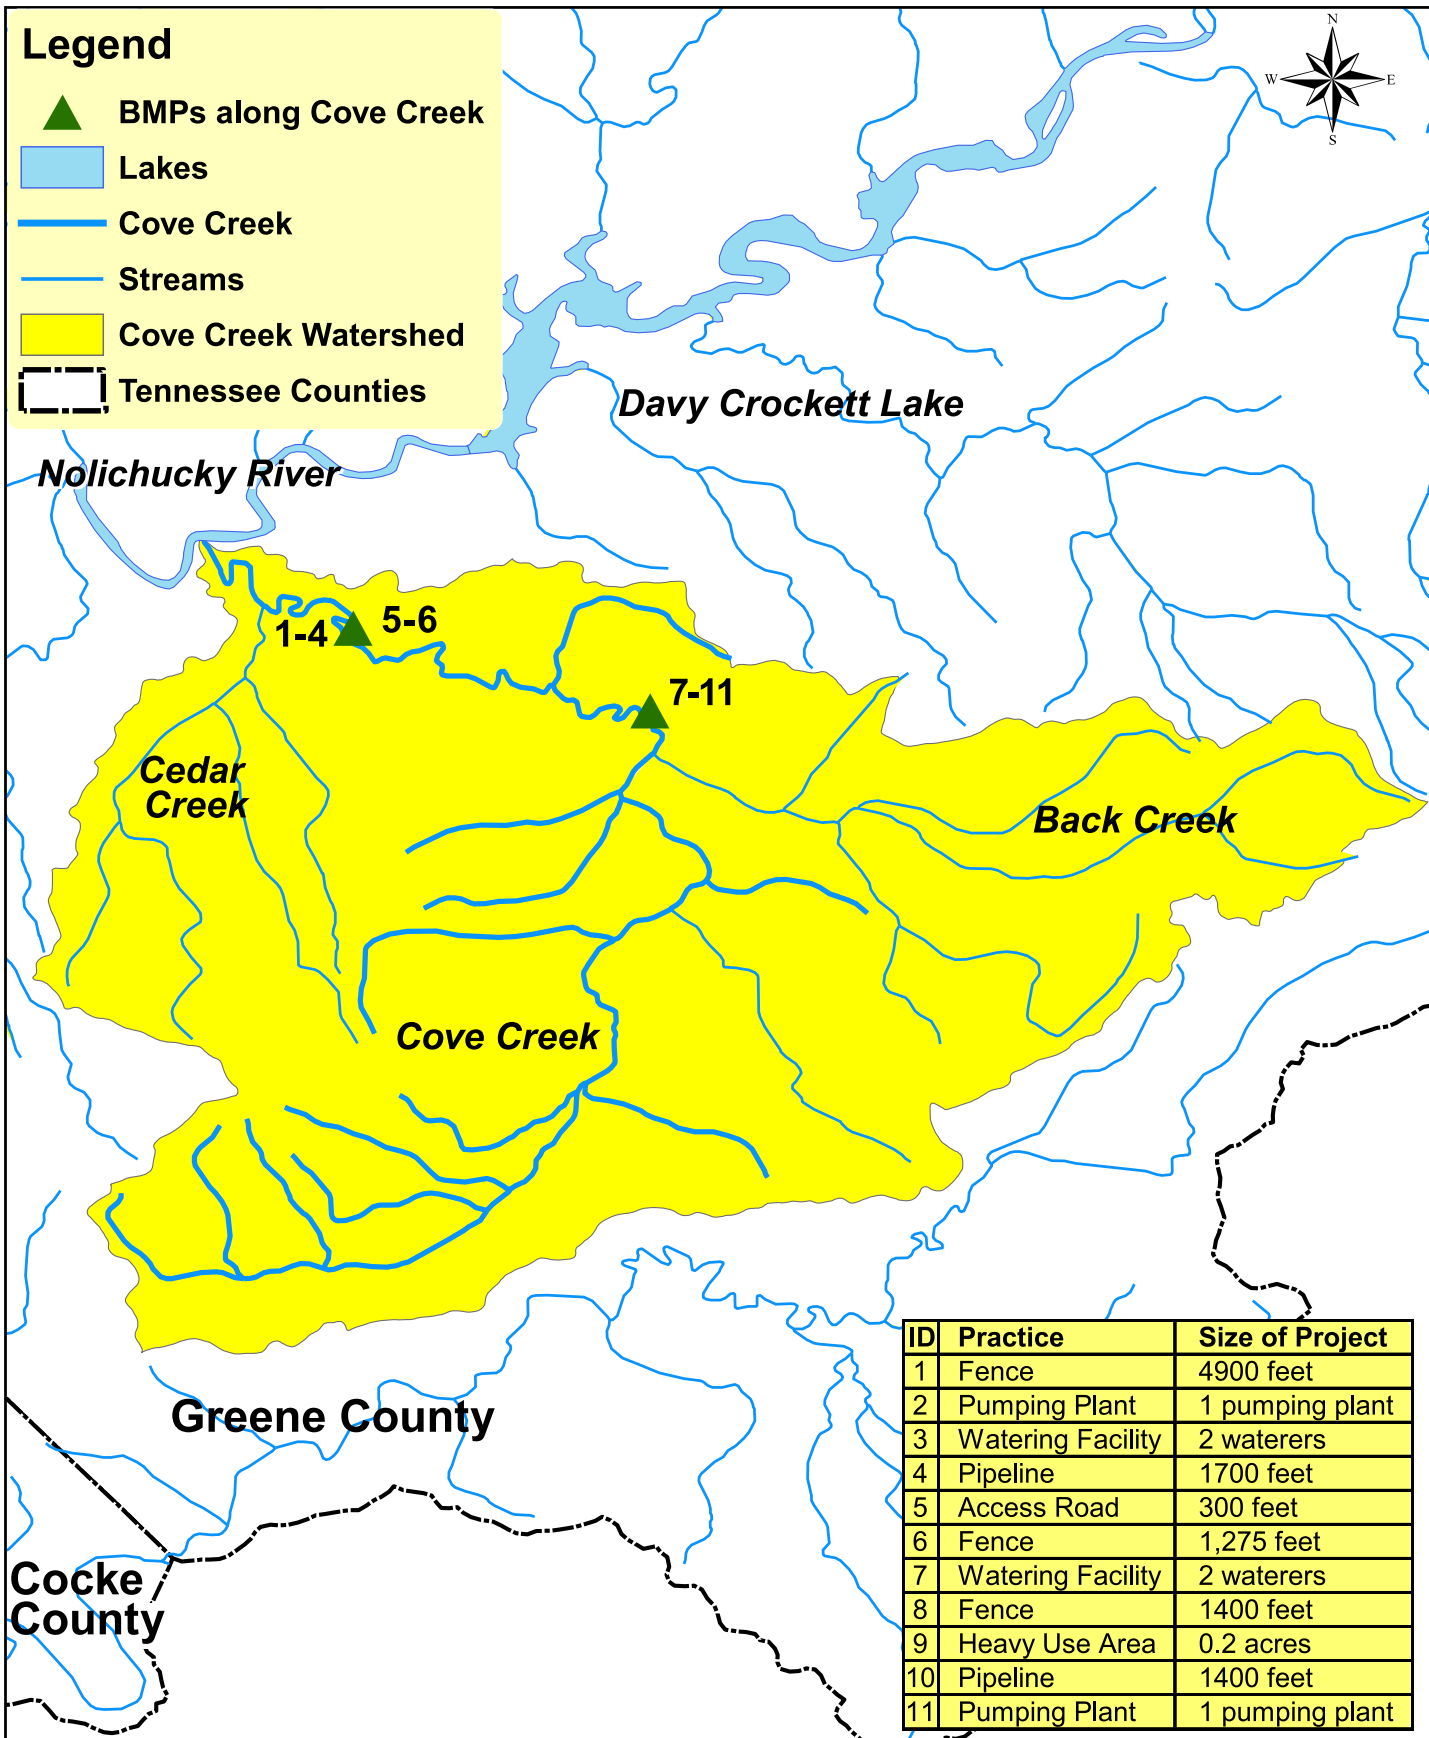 Legend
BMPs along Cove Creek
Lakes
Cove Creek
Streams
Cove Creek Watershed
Tennessee Counties
N
W
E
S
Davy Crockett Lake
Nolichucky River
1-4
5-6
7-11
Cedar
Creek
Back Creek
Cove Creek
Greene County
Cocke
County
ID Practice Size of Project
1 Fence 4900 feet
2 Pumping Plant 1 pumping plant
3 Watering Facility 2 waterers
4 Pipeline 1700 feet
5 Access Road 300 feet
6 Fence 1,275 feet
7 Watering Facility 2 waterers
8 Fence 1400 feet
9 Heavy Use Area 0.2 acres
10 Pipeline 1400 feet
11 Pumping Plant 1 pumping plant